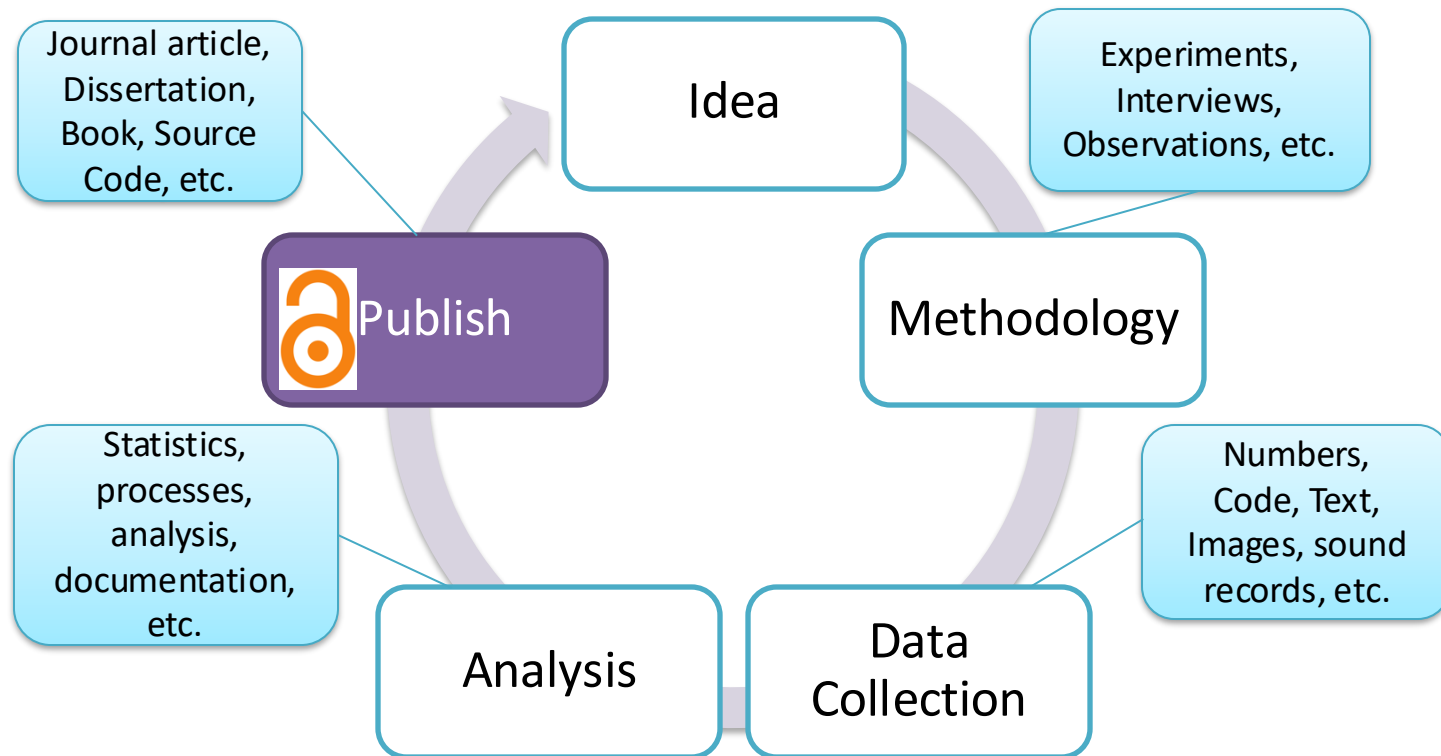 Journal article,
Dissertation,
Book, Source
Code, etc.
Idea
Experiments,
Interviews,
Observations, etc.
Publish
Methodology
Statistics,
processes,
analysis,
documentation,
etc.
Numbers,
Code, Text,
Images, sound
records, etc.
Analysis
Data
Collection